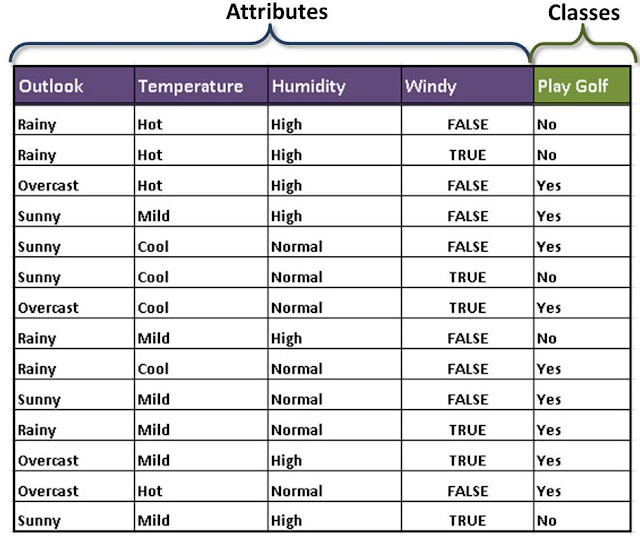 Attributes Classes
Outlook Temperature Humidity Windy Play Golf
Rainy Hot High FALSE No
Rainy Hot High TRUE No
Overcast Hot High FALSE Yes
Sunny Mild High FALSE Yes
Sunny Cool Normal FALSE Yes
Sunny Cool Normal TRUE No
Overcast Cool Normal TRUE Yes
Rainy Mild High FALSE No
Rainy Cool Normal FALSE Yes
Sunny Mild Normal FALSE Yes
Rainy Mild Normal TRUE Yes
Overcast Mild High TRUE Yes
Overcast Hot Normal FALSE Yes
Sunny Mild High TRUE No